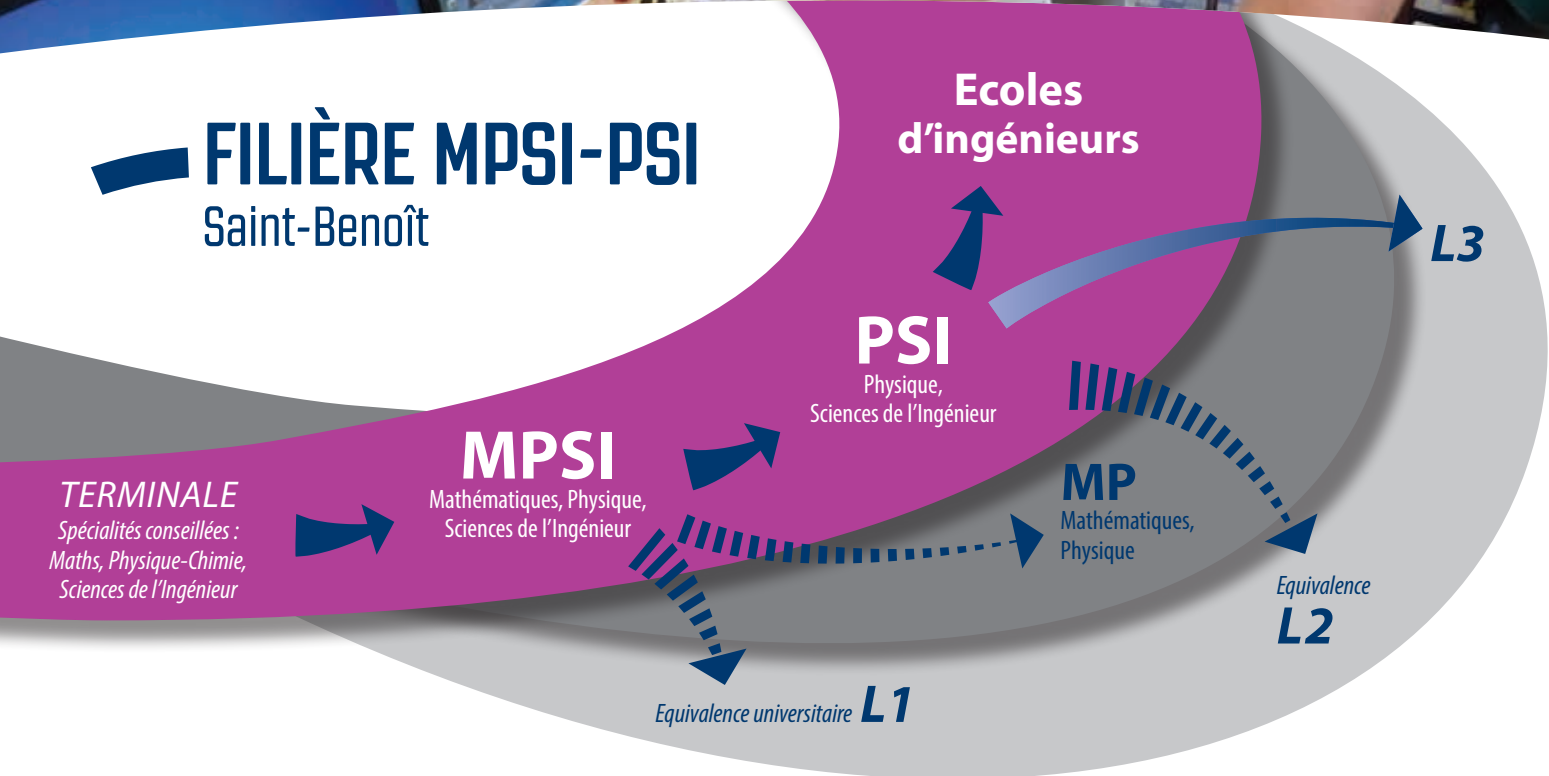 FILIÈRE MPSI-PSI
Saint-Benoît
Ecoles
d'ingénieurs
L3
PSI
Physique,
Sciences de l'Ingénieur
MPSI
Mathématiques, Physique,
Sciences de l'Ingénieur
TERMINALE
Spécialités conseillées :
Maths, Physique-Chimie,
Sciences de l'Ingénieur
MP
Mathématiques,
Physique
Equivalence
L2
Equivalence universitaire L1